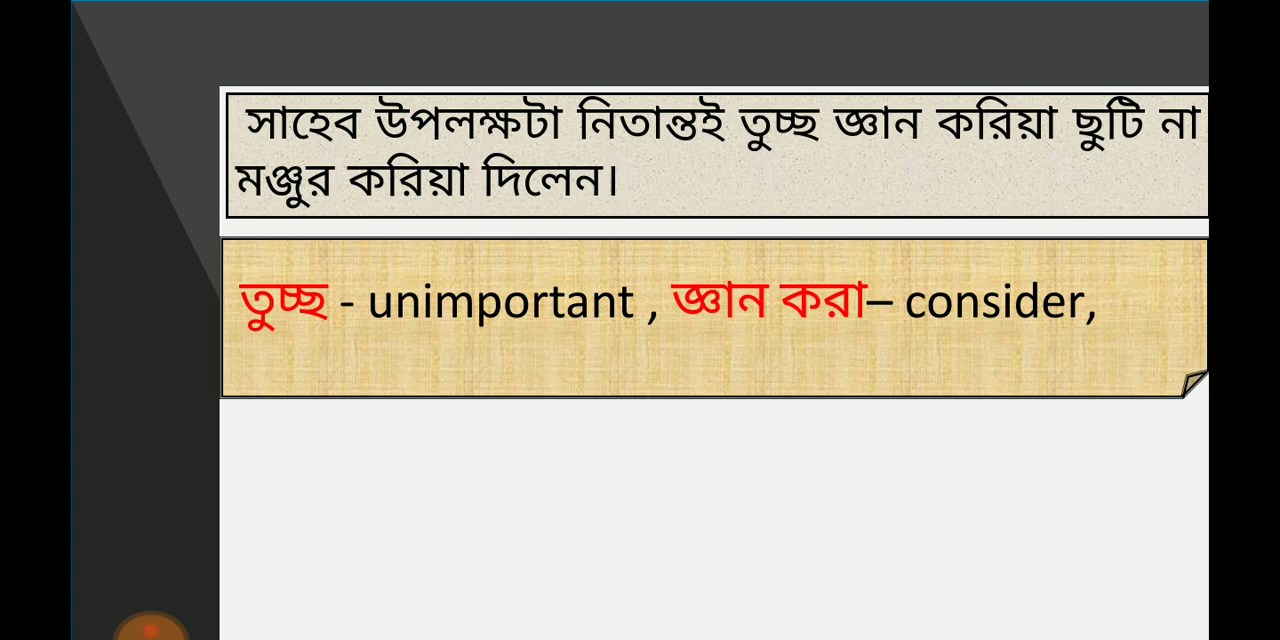 সাহেব উপলক্ষটা নিতান্তই তুচ্ছ জ্ঞান করিয়া ছুটি না
মঞ্জুর করিয়া দিলেন।
তুচ্ছ - unimportant , জ্ঞান করা– consider,